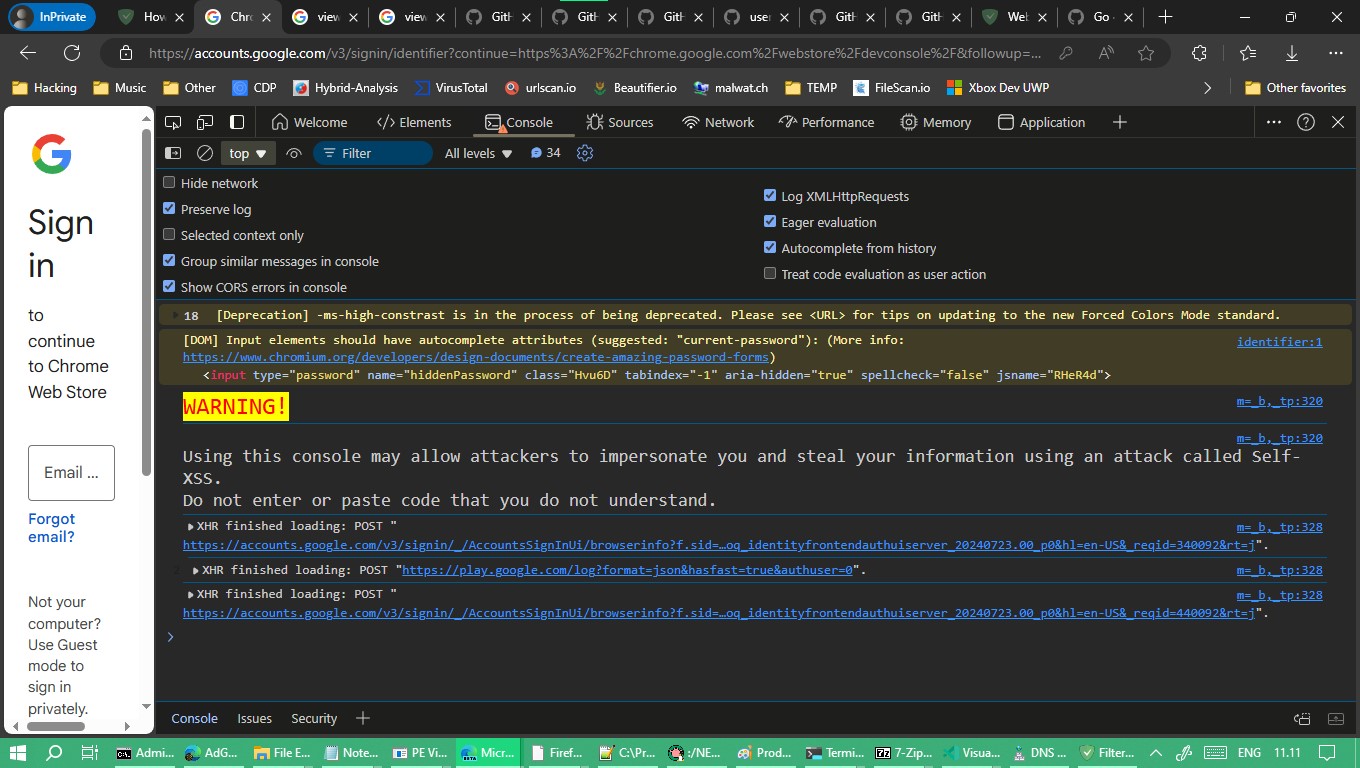 InPrivate
How
Chro
view
view
GitH
GitH
GitH
user
GitH
GitH
Web
Go -
https://accounts.google.com/v3/signin/identifier?continue=https%3A%2F%2Fchrome.google.com%2Fwebstore%2Fdevconsole%2F&followup=...
Hacking
Music
Other
CDP
Hybrid-Analysis
VirusTotal
urlscan.io
Beautifier.io
malwat.ch
TEMP
FileScan.io
Xbox Dev UWP
Other favorites
Sign
in
to
continue
to Chrome
Web Store
Email ...
Forgot
email?
Not your
computer?
Use Guest
mode to
sign in
privately.
Welcome
Elements
Console
Sources
Network
Performance
Memory
Application
top
Filter
All levels
34
Hide network
Preserve log
Selected context only
Group similar messages in console
Show CORS errors in console
Log XMLHttpRequests
Eager evaluation
Autocomplete from history
Treat code evaluation as user action
18 [Deprecation] -ms-high-constrast is in the process of being deprecated. Please see <URL> for tips on updating to the new Forced Colors Mode standard.
[DOM] Input elements should have autocomplete attributes (suggested: "current-password"): (More info: identifier:1
https://www.chromium.org/developers/design-documents/create-amazing-password-forms)
<input type="password" name="hiddenPassword" class="Hvu6D" tabindex="-1" aria-hidden="true" spellcheck="false" jsname="RHeR4d">
WARNING! m=_b,_tp:320
m=_b,_tp:320
Using this console may allow attackers to impersonate you and steal your information using an attack called Self-
XSS.
Do not enter or paste code that you do not understand.
XHR finished loading: POST " m=_b,_tp:328
https://accounts.google.com/v3/signin/_/AccountsSignInUi/browserinfo?f.sid=…oq_identityfrontendauthuiserver_20240723.00_p0&hl=en-US&_reqid=340092&rt=j".
XHR finished loading: POST "https://play.google.com/log?format=json&hasfast=true&authuser=0". m=_b,_tp:328
XHR finished loading: POST " m=_b,_tp:328
https://accounts.google.com/v3/signin/_/AccountsSignInUi/browserinfo?f.sid=…oq_identityfrontendauthuiserver_20240723.00_p0&hl=en-US&_reqid=440092&rt=j".
Console
Issues
Security
Admi...
AdG...
File E...
Note...
PE Vi...
BETA
Micr...
Firef...
C:\Pr...
:/NE...
Prod...
Termi...
7-Zip...
Visua...
DNS ...
Filter...
ENG
11.11